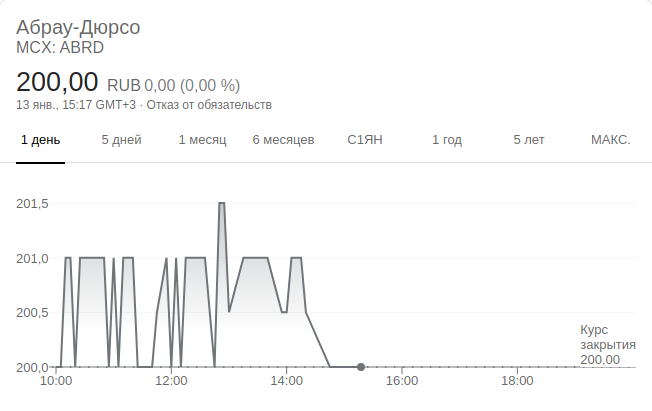 Абрау-Дюрсо
MCX: ABRD
200,00 RUB 0,00 (0,00 %)
13 янв., 15:17 GMT+3 · Отказ от обязательств
1 день 5 дней 1 месяц 6 месяцев С1ЯН 1 год 5 лет МАКС.
201,5
201,0
200,5
Курс
закрытия
200,00
200,0
10:00 12:00 14:00 16:00 18:00